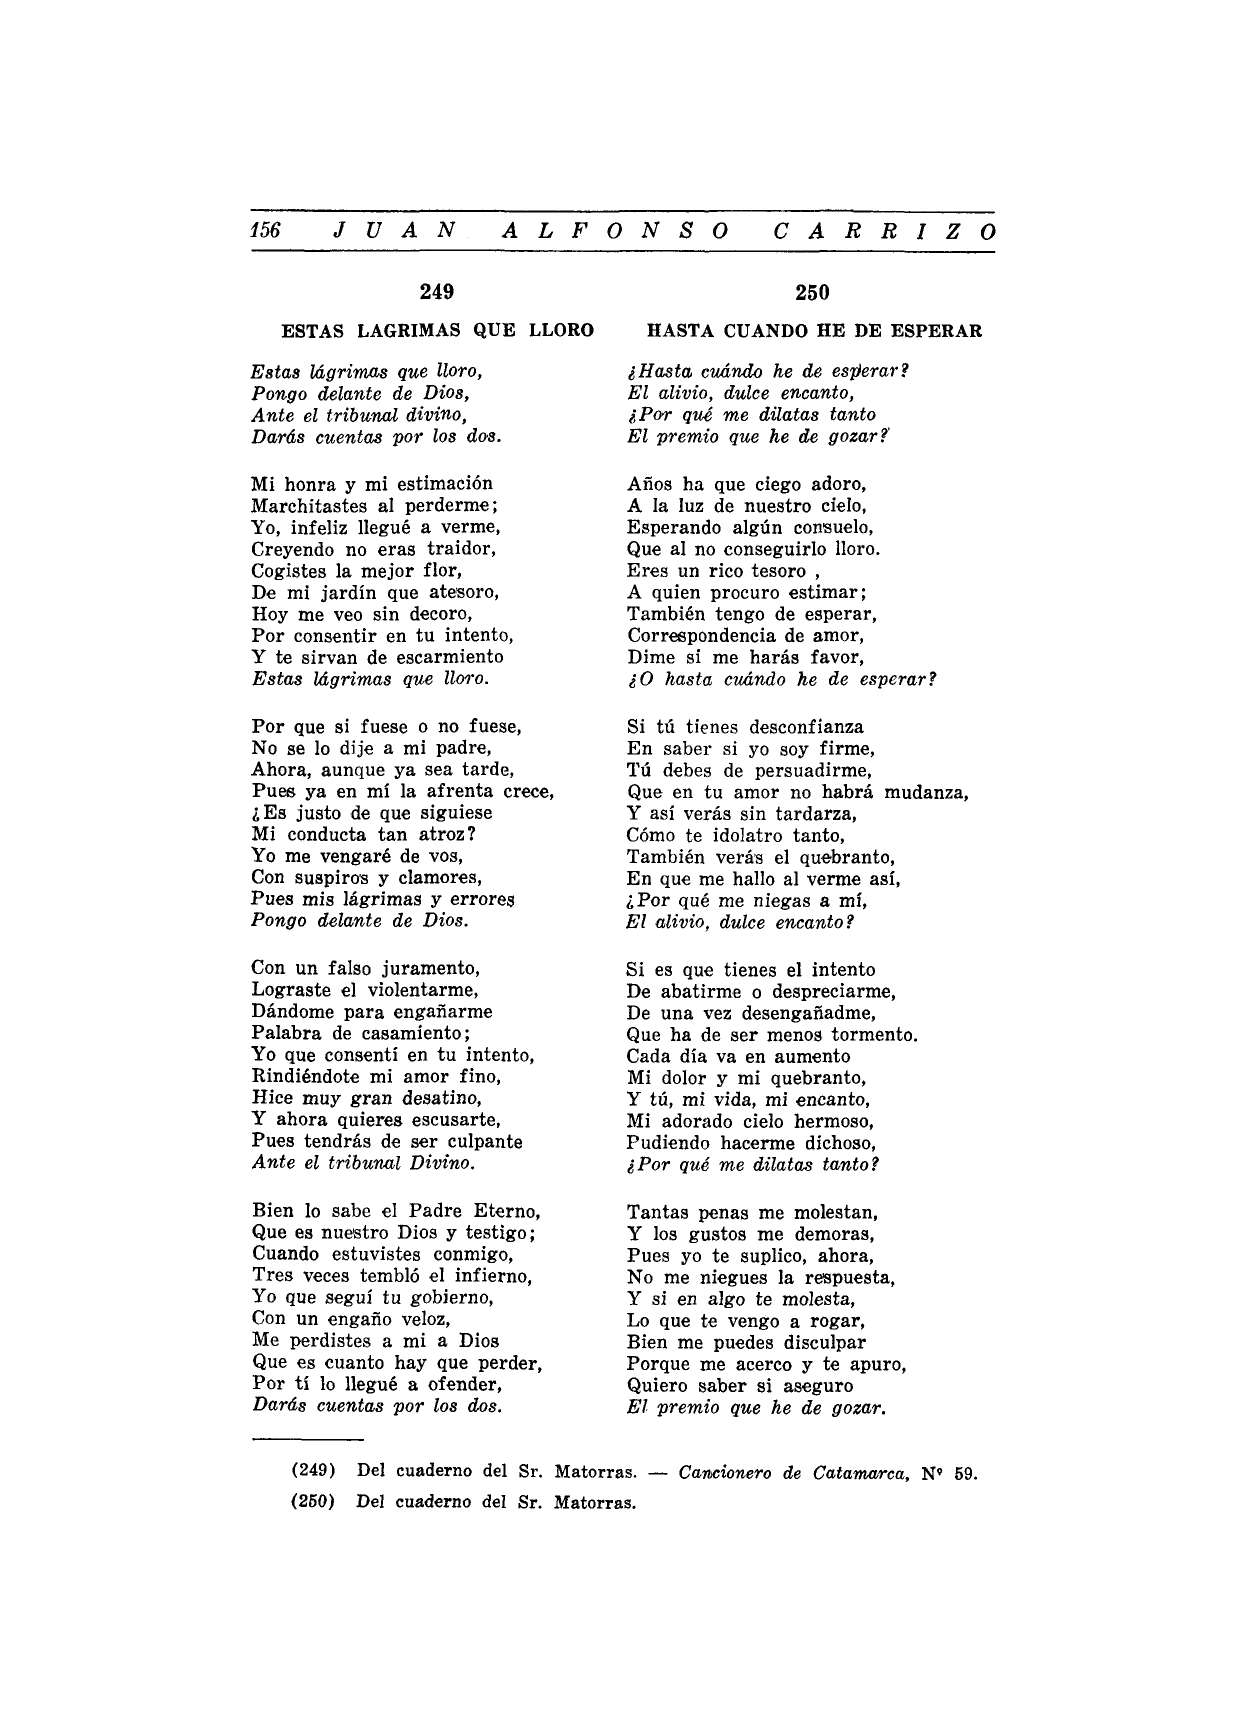 156 JUAN ALFONSO CARRIZO
249
ESTAS LAGRIMAS QUE LLORO
Estas lágrimas que lloro,
Pongo delante de Dios,
Ante el tribunal divino,
Darás cuentas por los dos.
Mi honra y mi estimación
Marchitastes al perderme;
Yo, infeliz llegué a verme,
Creyendo no eras traidor,
Cogistes la mejor flor,
De mi jardín que atesoro,
Hoy me veo sin decoro,
Por consentir en tu intento,
Y te sirvan de escarmiento
Estas lágrimas que lloro.
Por que si fuese o no fuese,
No se lo dije a mi padre,
Ahora, aunque ya sea tarde,
Pues ya en mí la afrenta crece,
¿Es justo de que siguiese
Mi conducta tan atroz?
Yo me vengaré de vos,
Con suspiros y clamores,
Pues mis lágrimas y errores
Pongo delante de Dios.
Con un falso juramento,
Lograste el violentarme,
Dándome para engañarme
Palabra de casamiento;
Yo que consentí en tu intento,
Rindiéndote mi amor fino,
Hice muy gran desatino,
Y ahora quieres escusarte,
Pues tendrás de ser culpante
Ante el tribunal Divino.
Bien lo sabe el Padre Eterno,
Que es nuestro Dios y testigo;
Cuando estuvistes conmigo,
Tres veces tembló el infierno,
Yo que seguí tu gobierno,
Con un engaño veloz,
Me perdistes a mi a Dios
Que es cuanto hay que perder,
Por tí lo llegué a ofender,
Darás cuentas por los dos.
250
HASTA CUANDO HE DE ESPERAR
¿Hasta cuándo he de esperar?
El alivio, dulce encanto,
¿Por qué me dilatas tanto
El premio que he de gozar?
Años ha que ciego adoro,
A la luz de nuestro cielo,
Esperando algún consuelo,
Que al no conseguirlo lloro.
Eres un rico tesoro ,
A quien procuro estimar;
También tengo de esperar,
Correspondencia de amor,
Dime si me harás favor,
¿O hasta cuándo he de esperar?
Si tú tienes desconfianza
En saber si yo soy firme,
Tú debes de persuadirme,
Que en tu amor no habrá mudanza,
Y así verás sin tardarza,
Cómo te idolatro tanto,
También verás el quebranto,
En que me hallo al verme así,
¿Por qué me niegas a mí,
El alivio, dulce encanto?
Si es que tienes el intento
De abatirme o despreciarme,
De una vez desengañadme,
Que ha de ser menos tormento.
Cada día va en aumento
Mi dolor y mi quebranto,
Y tú, mi vida, mi encanto,
Mi adorado cielo hermoso,
Pudiendo hacerme dichoso,
¿Por qué me dilatas tanto?
Tantas penas me molestan,
Y los gustos me demoras,
Pues yo te suplico, ahora,
No me niegues la respuesta,
Y si en algo te molesta,
Lo que te vengo a rogar,
Bien me puedes disculpar
Porque me acerco y te apuro,
Quiero saber si aseguro
El premio que he de gozar.
(249) Del cuaderno del Sr. Matorras. — Cancionero de Catamarca, Nº 59.
(250) Del cuaderno del Sr. Matorras.